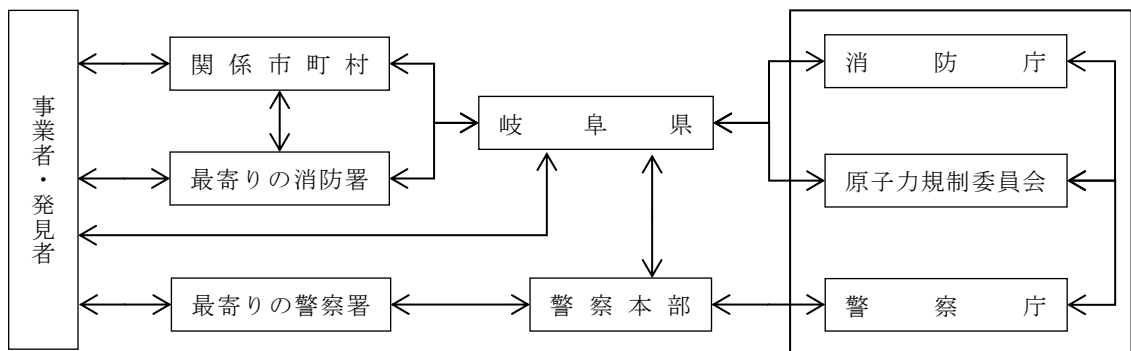 事業者・発見者
関係市町村
最寄りの消防署
最寄りの警察署
岐阜県
警察本部
消防庁
原子力規制委員会
警察庁